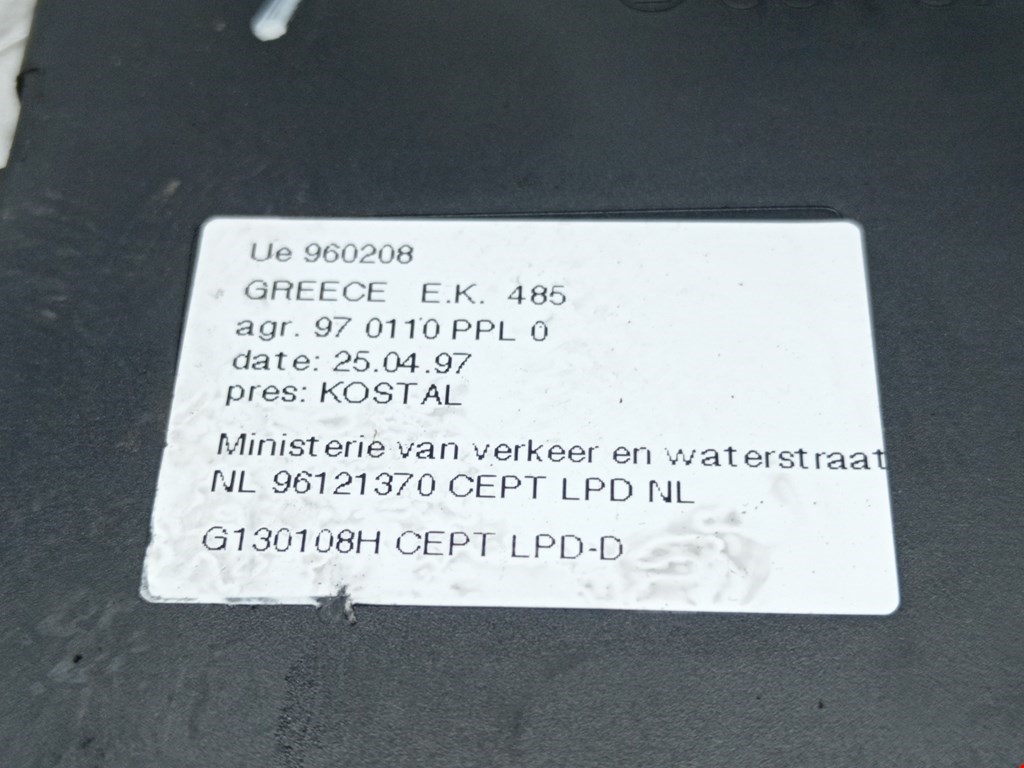 Ue 960208
GREECE E.K. 485
agr. 97 0110 PPL 0
date: 25.04.97
pres: KOSTAL
Ministerie van verkeer en waterstraat
NL 96121370 CEPT LPD NL
G130108H CEPT LPD-D